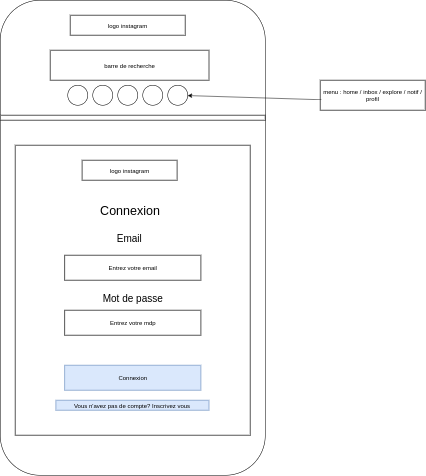 logo instagram
barre de recherche
menu : home / inbox / explore / notif /
profil
logo instagram
Connexion
Email
Entrez votre email
Mot de passe
Entrez votre mdp
Connexion
Vous n'avez pas de compte? Inscrivez vous